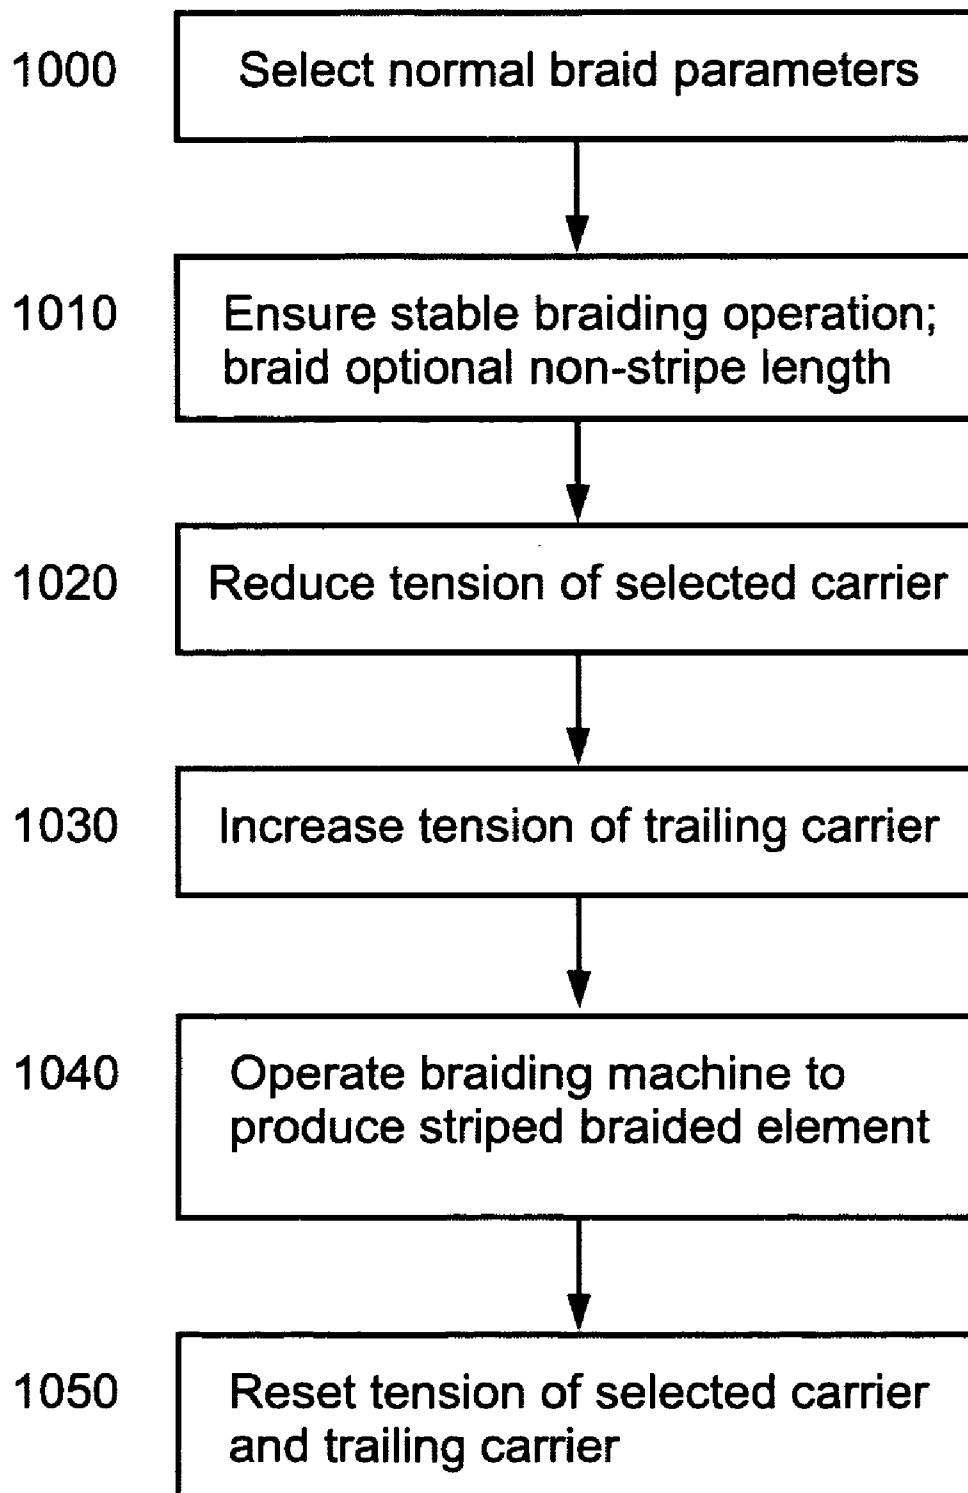 1000
Select normal braid parameters
1010
Ensure stable braiding operation;
braid optional non-stripe length
1020
Reduce tension of selected carrier
1030
Increase tension of trailing carrier
1040
Operate braiding machine to
produce striped braided element
1050
Reset tension of selected carrier
and trailing carrier